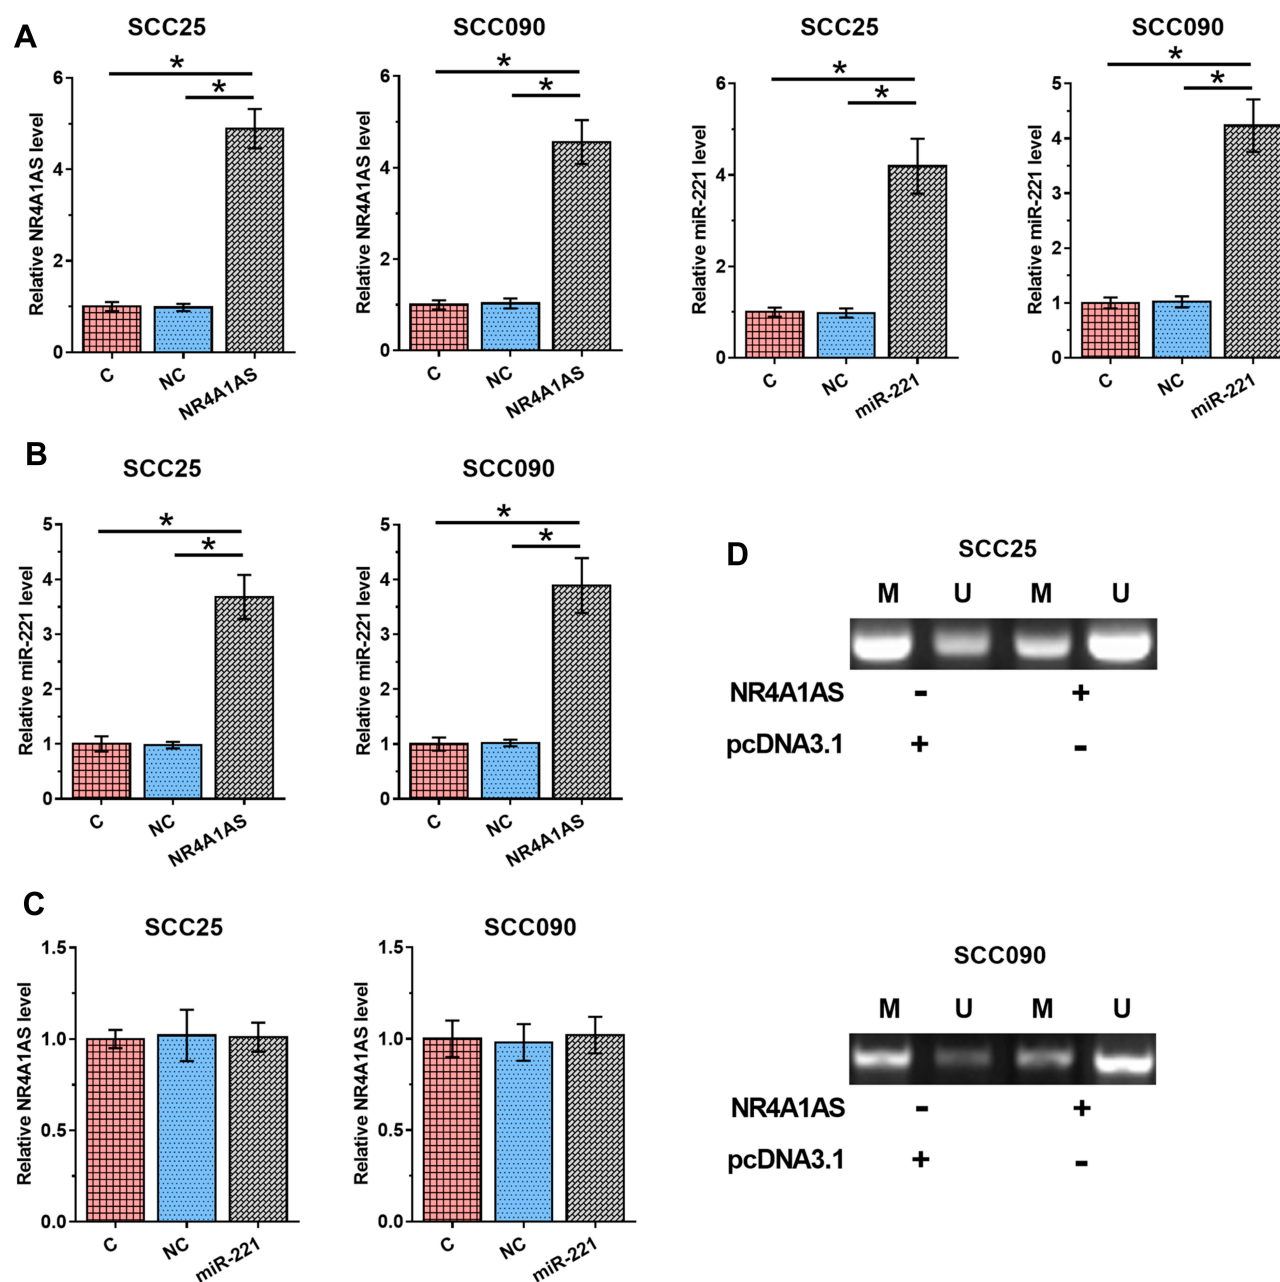 A
SCC25
Relative NR4A1AS level
6
4
2
0
*
*
C
NC
NR4A1AS
SCC090
Relative NR4A1AS level
6
4
2
0
*
*
C
NC
NR4A1AS
SCC25
Relative miR-221 level
6
4
2
0
*
*
C
NC
miR-221
SCC090
Relative miR-221 level
5
4
3
2
1
0
*
*
C
NC
miR-221
B
SCC25
Relative miR-221 level
5
4
3
2
1
0
*
*
C
NC
NR4A1AS
SCC090
Relative miR-221 level
5
4
3
2
1
0
*
*
C
NC
NR4A1AS
C
SCC25
Relative NR4A1AS level
1.5
1.0
0.5
0.0
C
NC
miR-221
SCC090
Relative NR4A1AS level
1.5
1.0
0.5
0.0
C
NC
miR-221
D
SCC25
M U M U
NR4A1AS - +
pcDNA3.1 + -
SCC090
M U M U
NR4A1AS - +
pcDNA3.1 + -